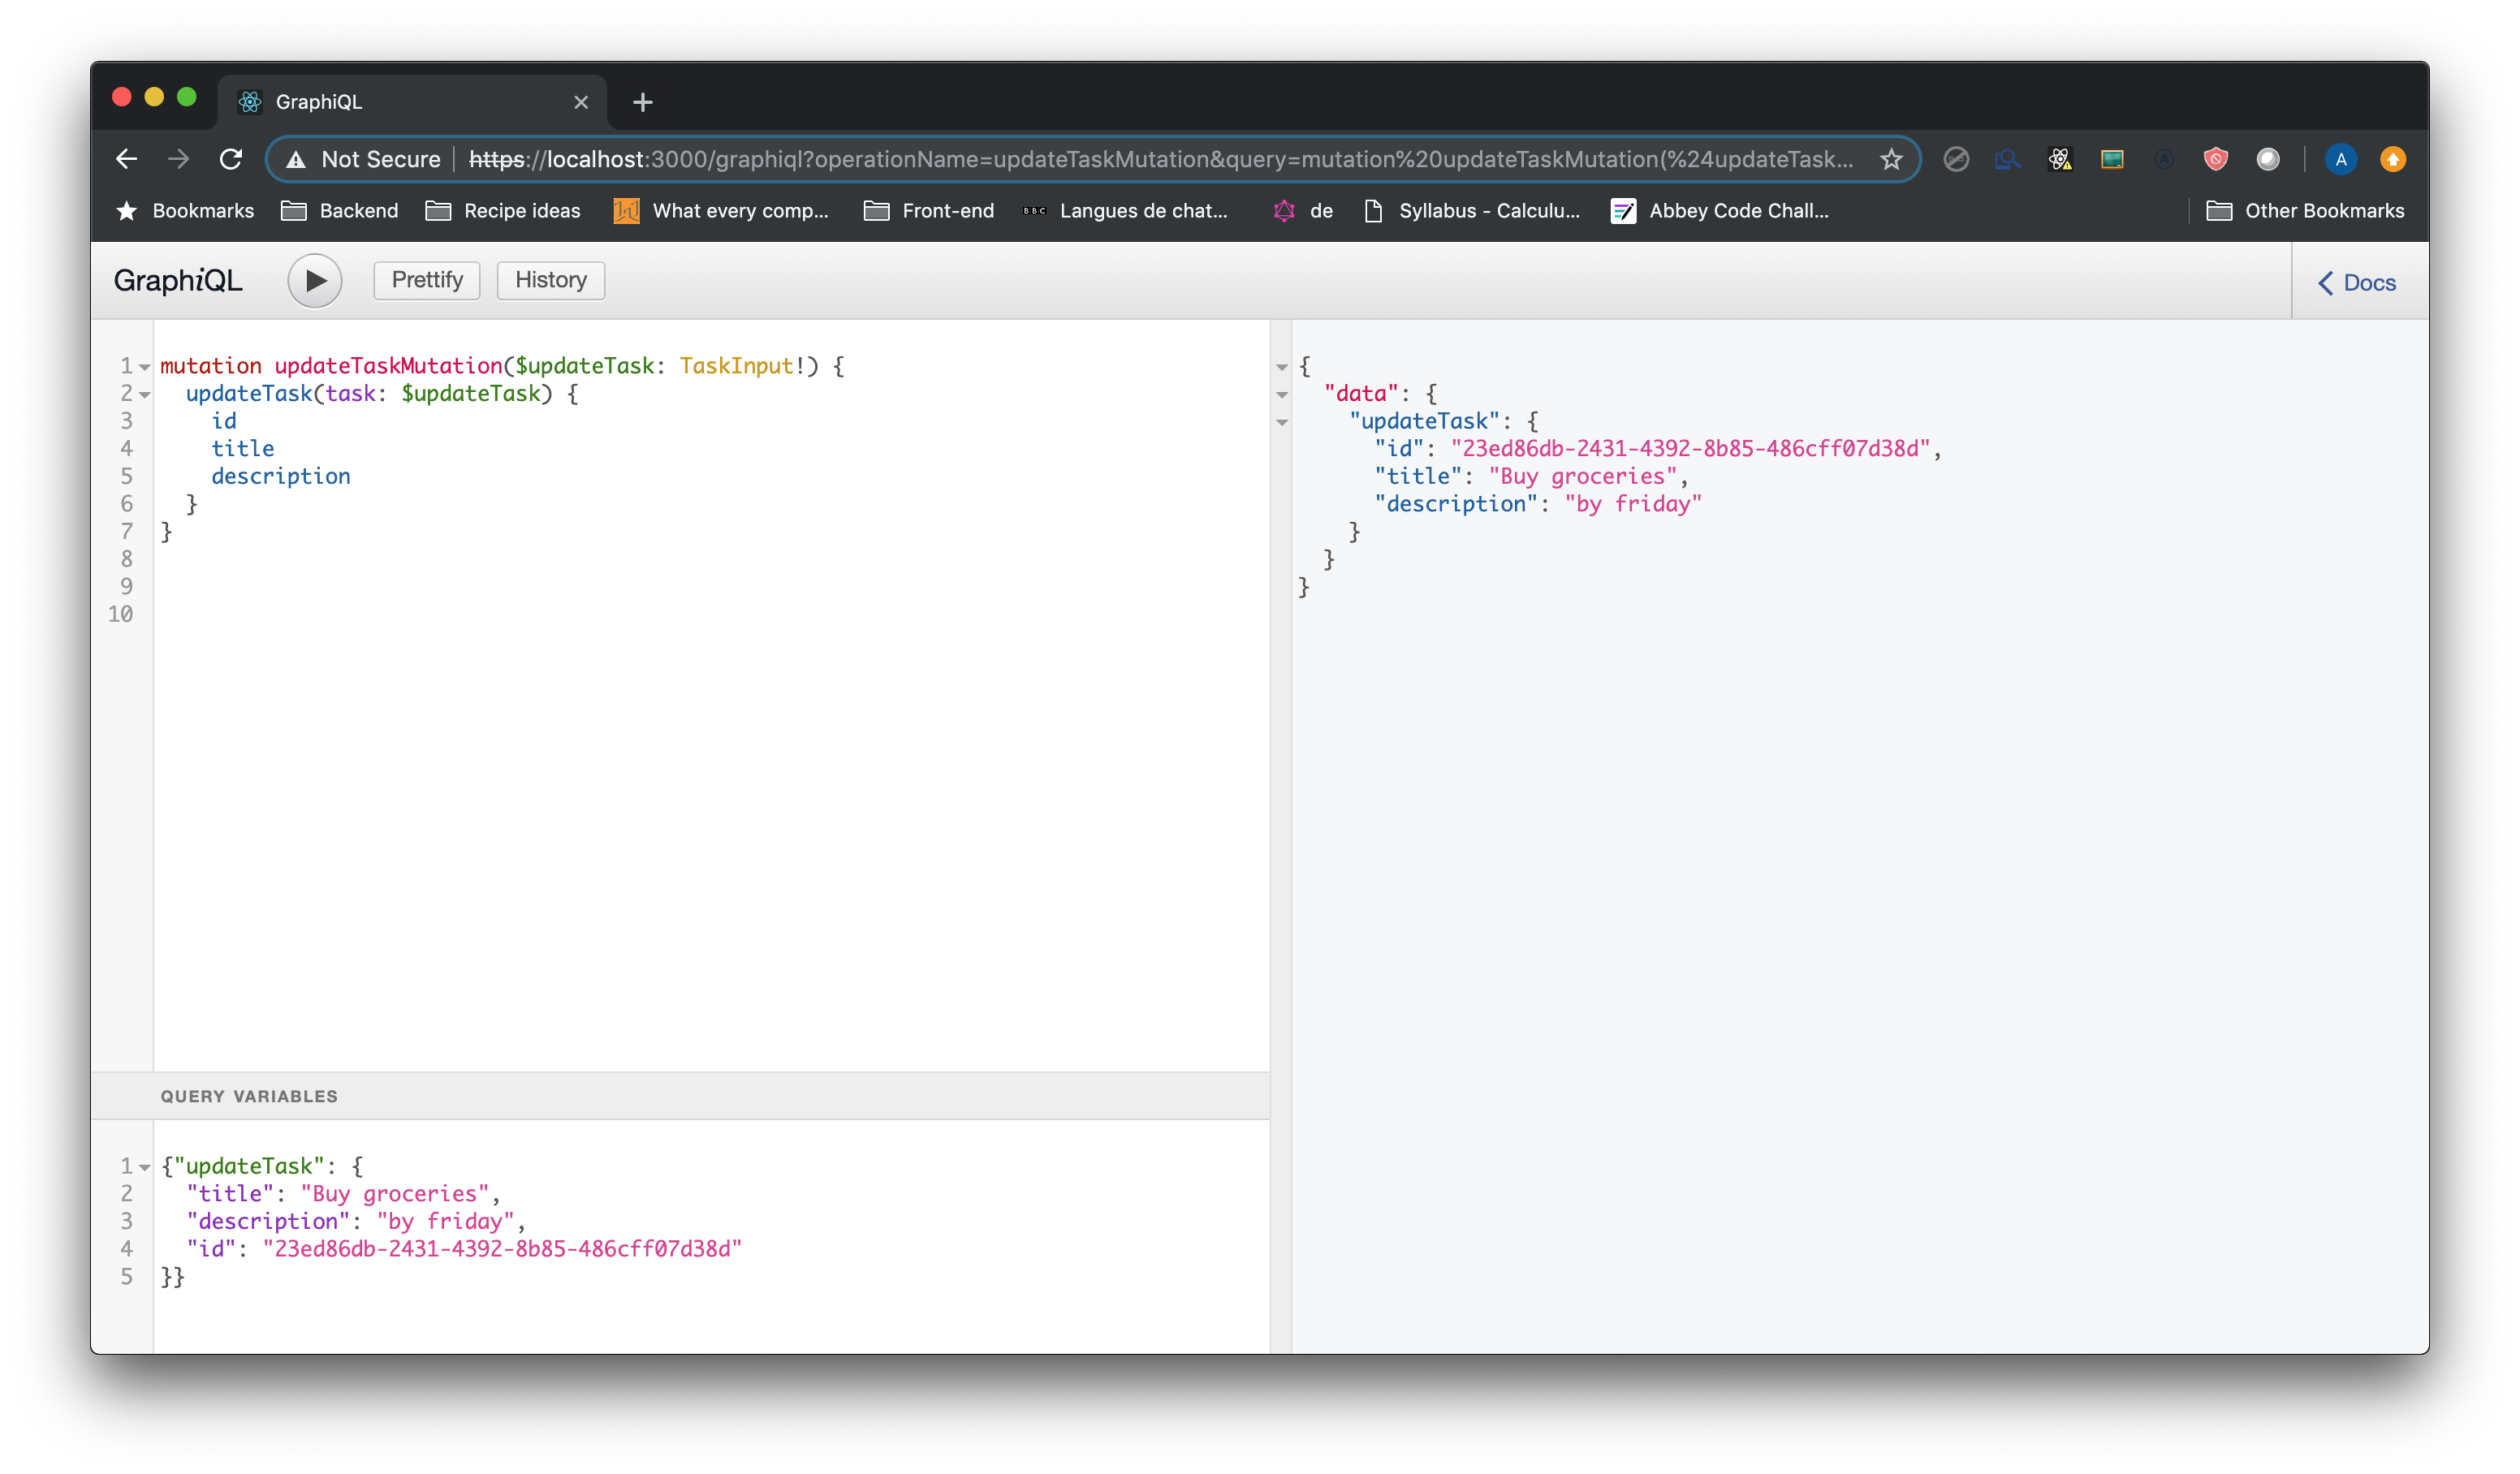 GraphiQL
Not Secure https://localhost:3000/graphiql?operationName=updateTaskMutation&query=mutation%20updateTaskMutation(%24updateTask...
A
Bookmarks Backend Recipe ideas What every comp... Front-end BBC Langues de chat... de Syllabus - Calculu... Abbey Code Chall... Other Bookmarks
GraphiQL Prettify History Docs
1 mutation updateTaskMutation($updateTask: TaskInput!) {
2 updateTask(task: $updateTask) {
3 id
4 title
5 description
6 }
7 }
8
9
10
QUERY VARIABLES
1 {"updateTask": {
2 "title": "Buy groceries",
3 "description": "by friday",
4 "id": "23ed86db-2431-4392-8b85-486cff07d38d"
5 }}
{
"data": {
"updateTask": {
"id": "23ed86db-2431-4392-8b85-486cff07d38d",
"title": "Buy groceries",
"description": "by friday"
}
}
}